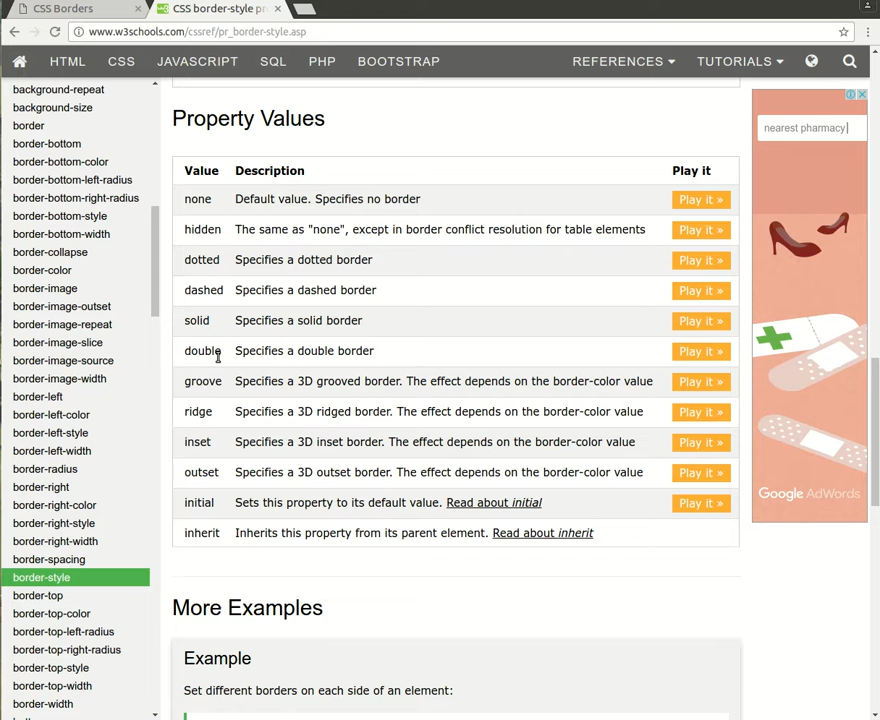 CSS Borders
CSS border-style pro
www.w3schools.com/cssref/pr_border-style.asp
HTML CSS JAVASCRIPT SQL PHP BOOTSTRAP REFERENCES TUTORIALS
background-repeat
background-size
border
border-bottom
border-bottom-color
border-bottom-left-radius
border-bottom-right-radius
border-bottom-style
border-bottom-width
border-collapse
border-color
border-image
border-image-outset
border-image-repeat
border-image-slice
border-image-source
border-image-width
border-left
border-left-color
border-left-style
border-left-width
border-radius
border-right
border-right-color
border-right-style
border-right-width
border-spacing
border-style
border-top
border-top-color
border-top-left-radius
border-top-right-radius
border-top-style
border-top-width
border-width
Property Values
Value Description Play it
none Default value. Specifies no border Play it »
hidden The same as "none", except in border conflict resolution for table elements Play it »
dotted Specifies a dotted border Play it »
dashed Specifies a dashed border Play it »
solid Specifies a solid border Play it »
double Specifies a double border Play it »
groove Specifies a 3D grooved border. The effect depends on the border-color value Play it »
ridge Specifies a 3D ridged border. The effect depends on the border-color value Play it »
inset Specifies a 3D inset border. The effect depends on the border-color value Play it »
outset Specifies a 3D outset border. The effect depends on the border-color value Play it »
initial Sets this property to its default value. Read about initial Play it »
inherit Inherits this property from its parent element. Read about inherit
More Examples
Example
Set different borders on each side of an element:
nearest pharmacy
Google AdWords